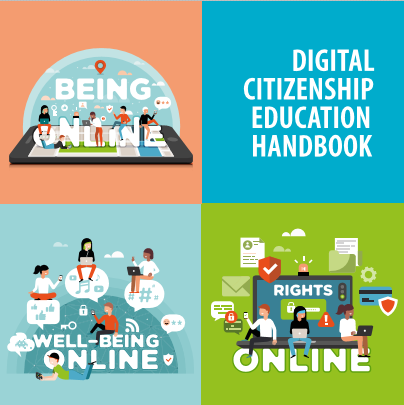 BEING
ONLINE
DIGITAL
CITIZENSHIP
EDUCATION
HANDBOOK
WELL-BEING
ONLINE
###
RIGHTS
ONLINE